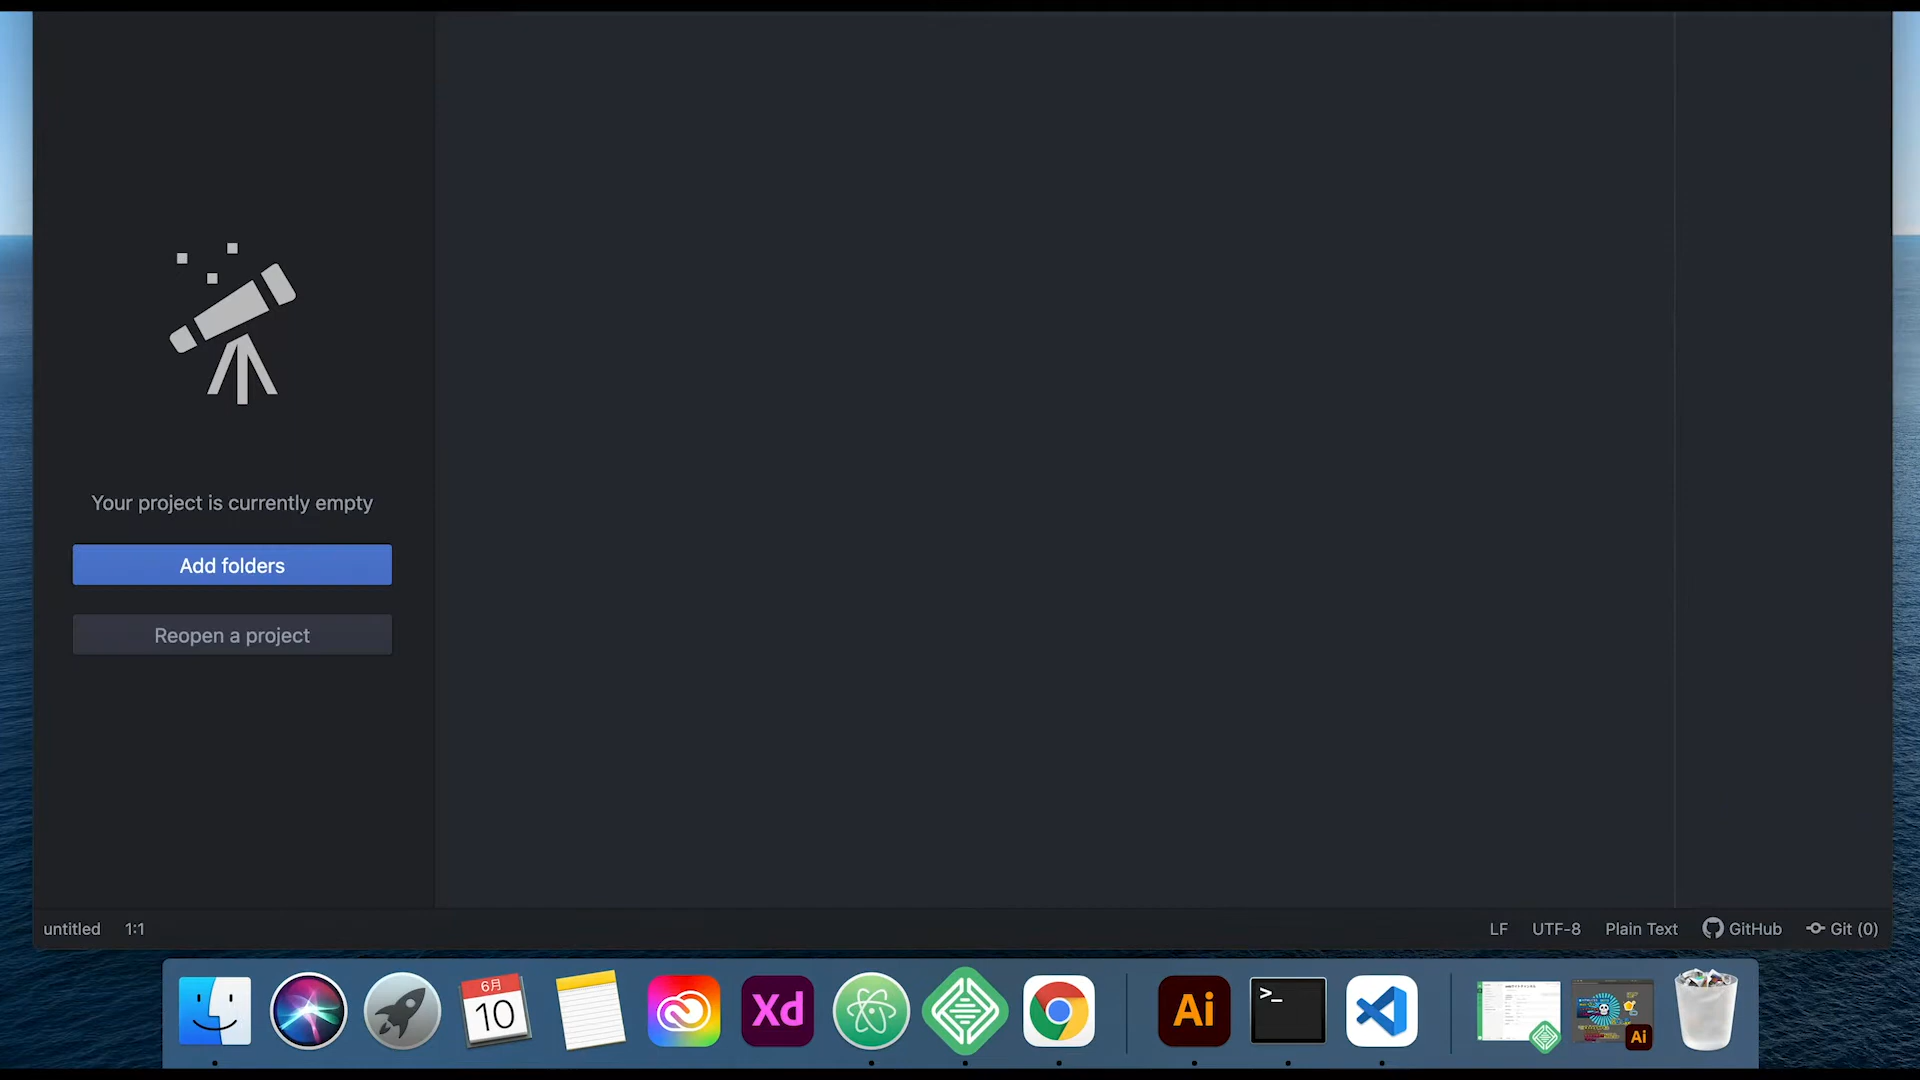 Your project is currently empty
Add folders
Reopen a project
untitled 1:1 LF UTF-8 Plain Text GitHub Git (0)
6月
10
Xd
Ai
>_
Ai